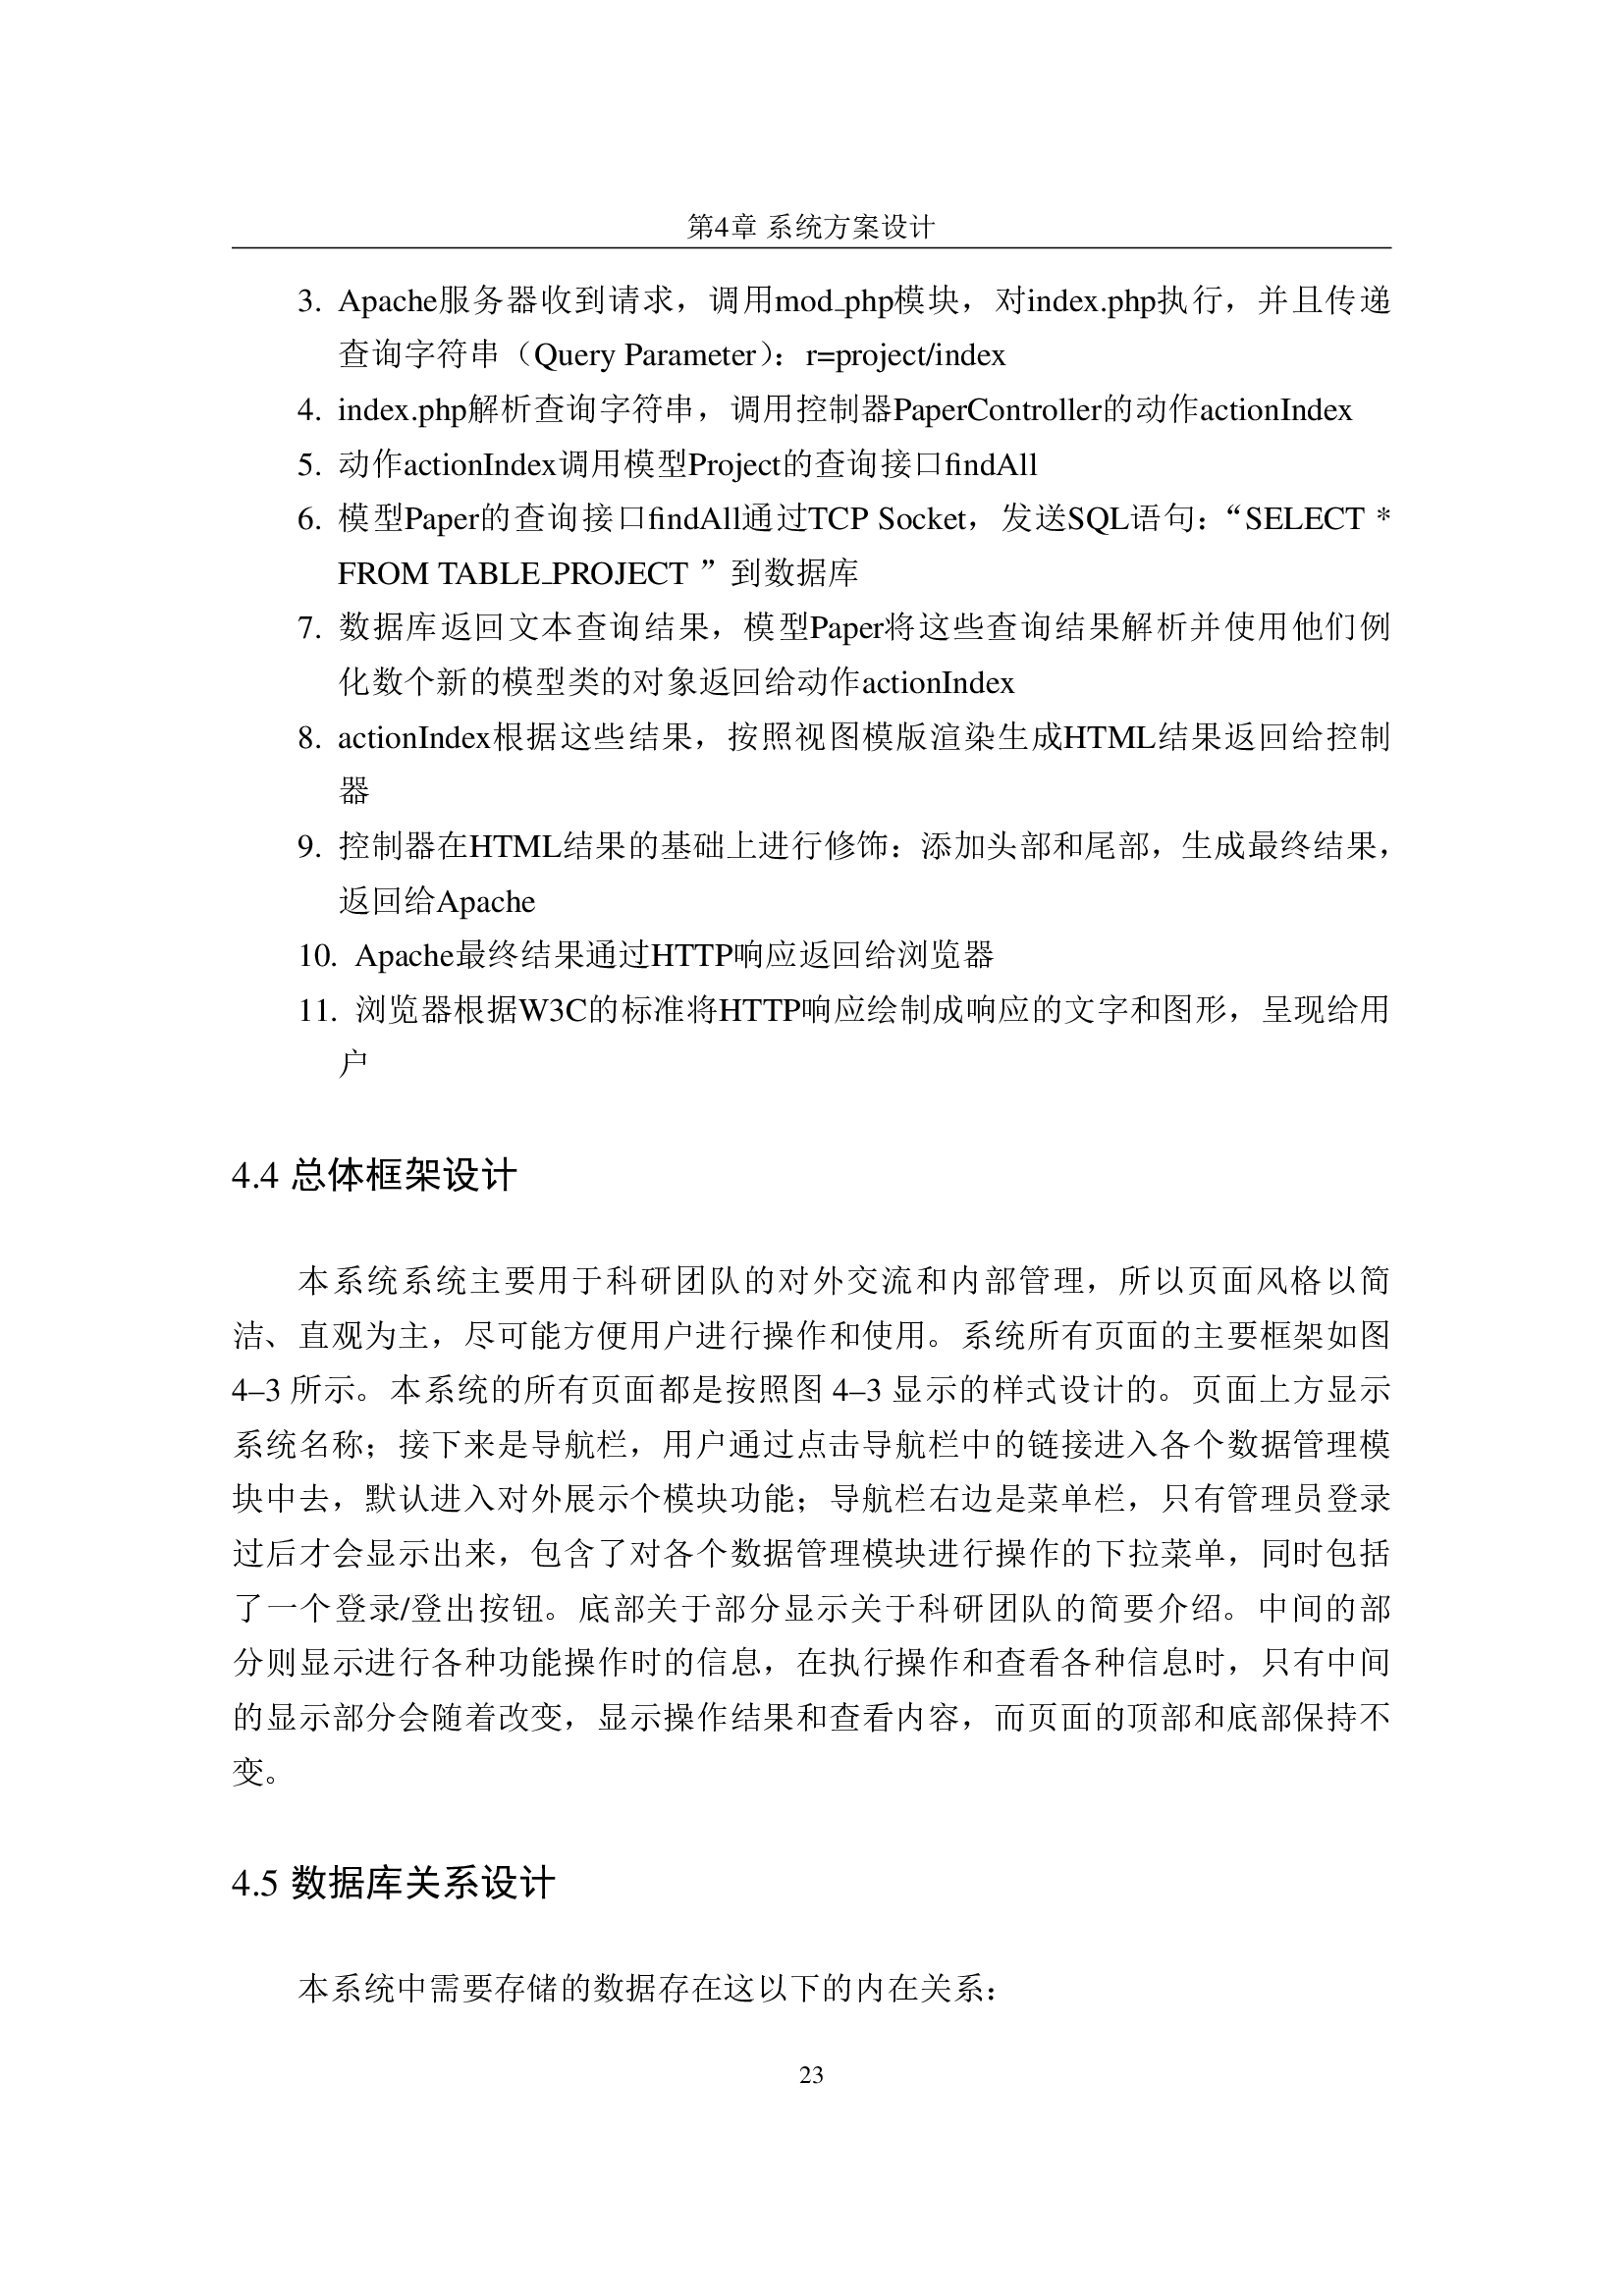 第4章 系统方案设计
3. Apache服务器收到请求，调用mod_php模块，对index.php执行，并且传递
查询字符串（Query Parameter）：r=project/index
4. index.php解析查询字符串，调用控制器PaperController的动作actionIndex
5. 动作actionIndex调用模型Project的查询接口findAll
6. 模型Paper的查询接口findAll通过TCP Socket，发送SQL语句：“SELECT *
FROM TABLE_PROJECT ”到数据库
7. 数据库返回文本查询结果，模型Paper将这些查询结果解析并使用他们例
化数个新的模型类的对象返回给动作actionIndex
8. actionIndex根据这些结果，按照视图模版渲染生成HTML结果返回给控制
器
9. 控制器在HTML结果的基础上进行修饰：添加头部和尾部，生成最终结果，
返回给Apache
10. Apache最终结果通过HTTP响应返回给浏览器
11. 浏览器根据W3C的标准将HTTP响应绘制成响应的文字和图形，呈现给用
户
4.4 总体框架设计
本系统系统主要用于科研团队的对外交流和内部管理，所以页面风格以简
洁、直观为主，尽可能方便用户进行操作和使用。系统所有页面的主要框架如图
4–3 所示。本系统的所有页面都是按照图 4–3 显示的样式设计的。页面上方显示
系统名称；接下来是导航栏，用户通过点击导航栏中的链接进入各个数据管理模
块中去，默认进入对外展示个模块功能；导航栏右边是菜单栏，只有管理员登录
过后才会显示出来，包含了对各个数据管理模块进行操作的下拉菜单，同时包括
了一个登录/登出按钮。底部关于部分显示关于科研团队的简要介绍。中间的部
分则显示进行各种功能操作时的信息，在执行操作和查看各种信息时，只有中间
的显示部分会随着改变，显示操作结果和查看内容，而页面的顶部和底部保持不
变。
4.5 数据库关系设计
本系统中需要存储的数据存在这以下的内在关系：
23